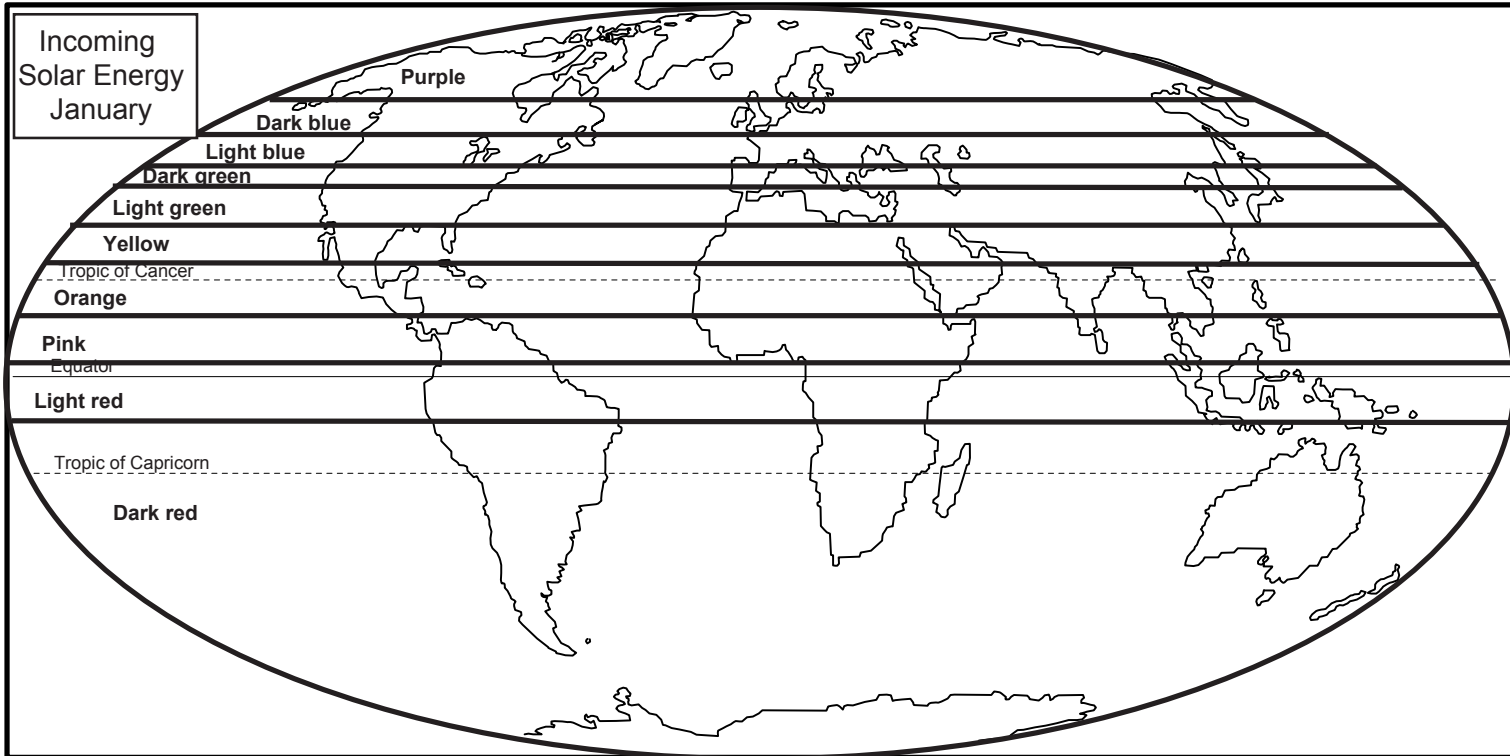 Incoming
Solar Energy
January
Purple
Dark blue
Light blue
Dark green
Light green
Yellow
Tropic of Cancer
Orange
Pink
Equator
Light red
Tropic of Capricorn
Dark red